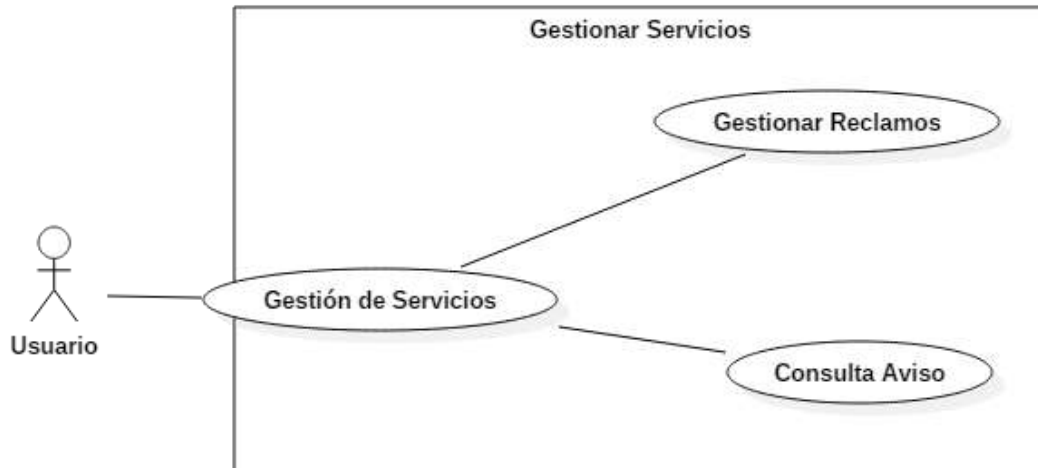 Gestionar Servicios
Gestionar Reclamos
Gestión de Servicios
Usuario
Consulta Aviso